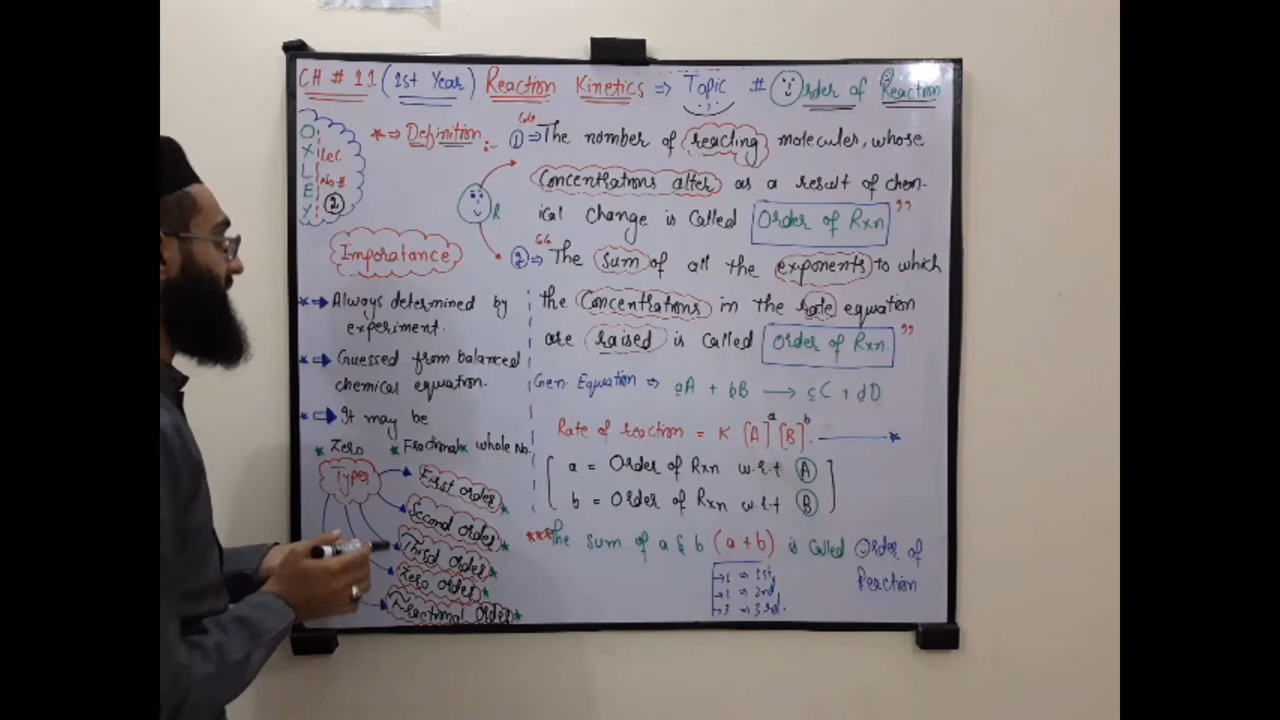 CH # 11 (1st Year) Reaction Kinetics ⇒ Topic # Order of Reaction
OXLEY
Lec
No-#
2
* ⇒ Definition :-
① ⇒ “The number of reacting molecules, whose
concentrations alter as a result of chem-
ical change is called Order of Rxn”
R
② ⇒ “The sum of all the exponents to which
the concentrations in the rate equation
are raised is called Order of Rxn.”
Imporatance
* ⇒ Always determined by
experiment.
* ⇒ Guessed from balanced
chemical equation.
* ⇒ It may be
* Zero * Fractional * whole No.
Types
First order *
Second order *
Third order *
Zero order *
Fractional order *
Gen. Equation ⇒ aA + bB → cC + dD
Rate of reaction = K [A]ᵃ [B]ᵇ. → *
a = Order of Rxn w.r.t A
b = Order of Rxn w.r.t B
*** The sum of a & b (a + b) is called Order of
Reaction
→ 1 ⇒ 1st
→ 2 ⇒ 2nd
→ 3 ⇒ 3rd.